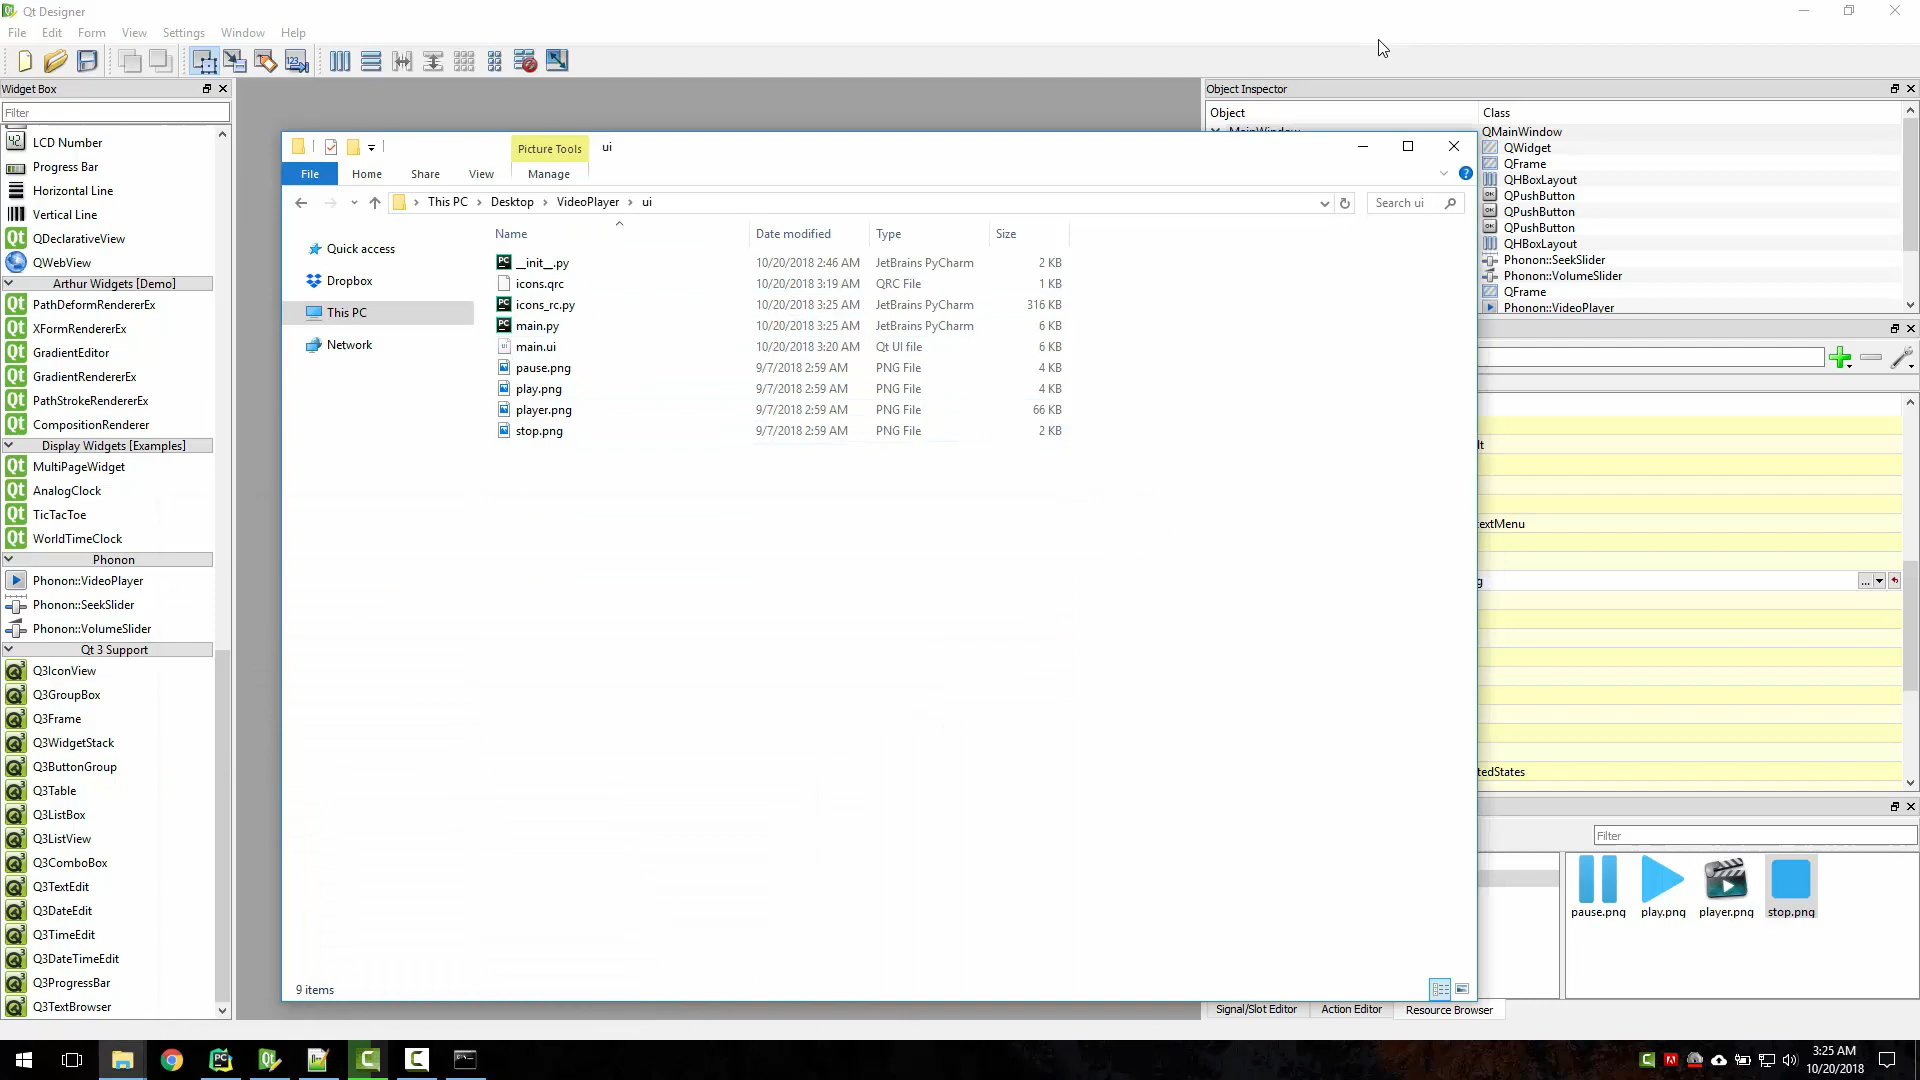 Qt Designer
File Edit Form View Settings Window Help
Widget Box
Filter
LCD Number
Progress Bar
Horizontal Line
Vertical Line
QDeclarativeView
QWebView
Arthur Widgets [Demo]
PathDeformRendererEx
XFormRendererEx
GradientEditor
GradientRendererEx
PathStrokeRendererEx
CompositionRenderer
Display Widgets [Examples]
MultiPageWidget
AnalogClock
TicTacToe
WorldTimeClock
Phonon
Phonon::VideoPlayer
Phonon::SeekSlider
Phonon::VolumeSlider
Qt 3 Support
Q3IconView
Q3GroupBox
Q3Frame
Q3WidgetStack
Q3ButtonGroup
Q3Table
Q3ListBox
Q3ListView
Q3ComboBox
Q3TextEdit
Q3DateEdit
Q3TimeEdit
Q3DateTimeEdit
Q3ProgressBar
Q3TextBrowser
Picture Tools ui
File Home Share View Manage
This PC Desktop VideoPlayer ui
Search ui
Quick access
Dropbox
This PC
Network
Name Date modified Type Size
__init__.py 10/20/2018 2:46 AM JetBrains PyCharm 2 KB
icons.qrc 10/20/2018 3:19 AM QRC File 1 KB
icons_rc.py 10/20/2018 3:25 AM JetBrains PyCharm 316 KB
main.py 10/20/2018 3:25 AM JetBrains PyCharm 6 KB
main.ui 10/20/2018 3:20 AM Qt UI file 6 KB
pause.png 9/7/2018 2:59 AM PNG File 4 KB
play.png 9/7/2018 2:59 AM PNG File 4 KB
player.png 9/7/2018 2:59 AM PNG File 66 KB
stop.png 9/7/2018 2:59 AM PNG File 2 KB
9 items
Object Inspector
Object Class
QMainWindow
QWidget
QFrame
QHBoxLayout
QPushButton
QPushButton
QPushButton
QHBoxLayout
Phonon::SeekSlider
Phonon::VolumeSlider
QFrame
Phonon::VideoPlayer
lt
extMenu
g
tedStates
Filter
pause.png play.png player.png stop.png
Signal/Slot Editor Action Editor Resource Browser
3:25 AM
10/20/2018